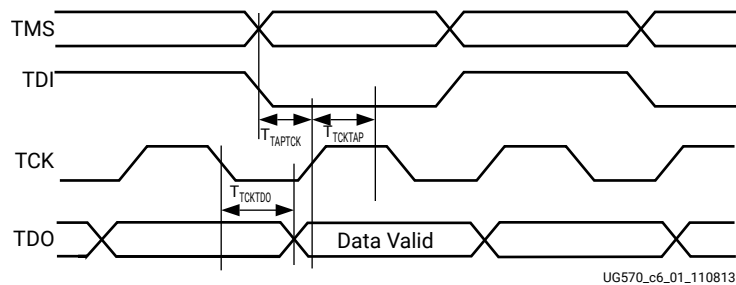 TMS
TDI
T_TAPTCK T_TCKTAP
TCK
T_TCKTDO
TDO
Data Valid
UG570_c6_01_110813